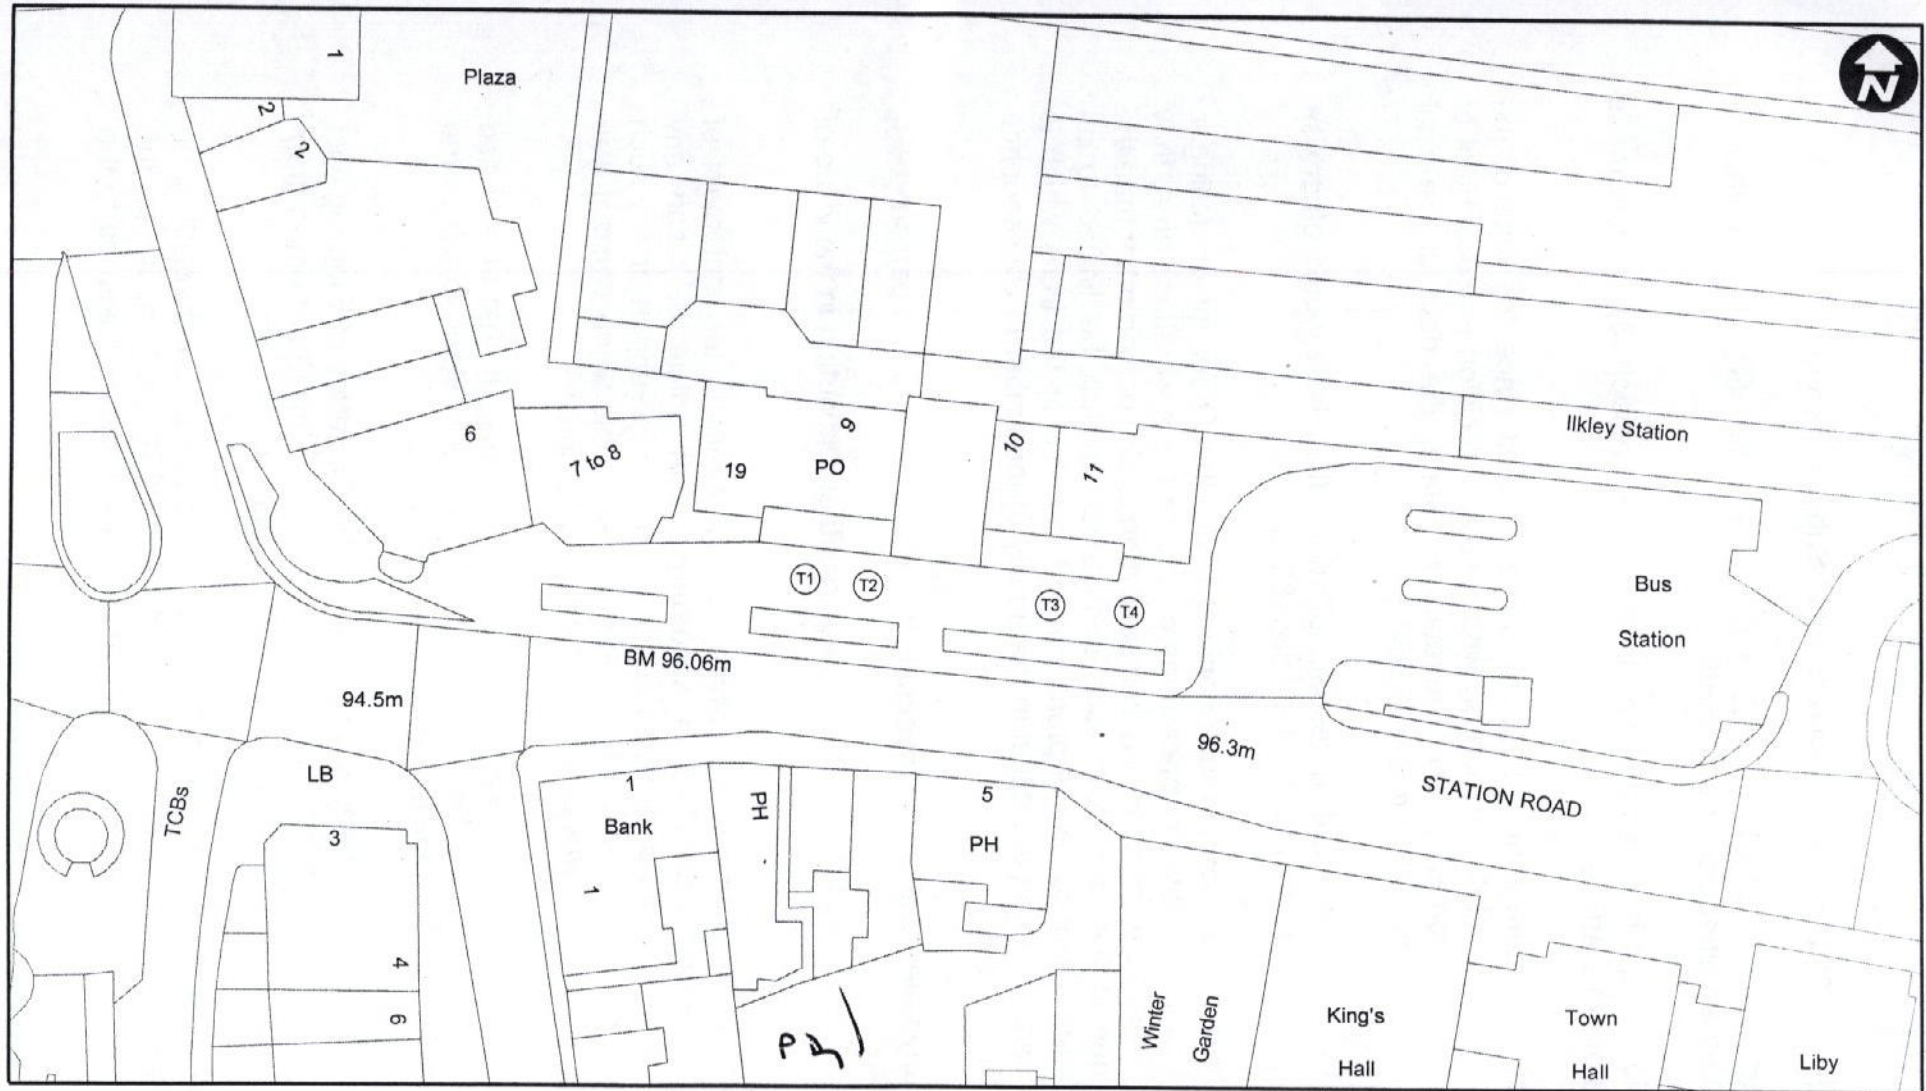 1
Plaza
N
2
2
6
7 to 8
19
9
PO
10
11
Ilkley Station
Bus
Station
T1
T2
T3
T4
BM 96.06m
94.5m
96.3m
STATION ROAD
LB
TCBs
3
4
6
1
Bank
1
PH
5
PH
Winter
Garden
King's
Hall
Town
Hall
Liby